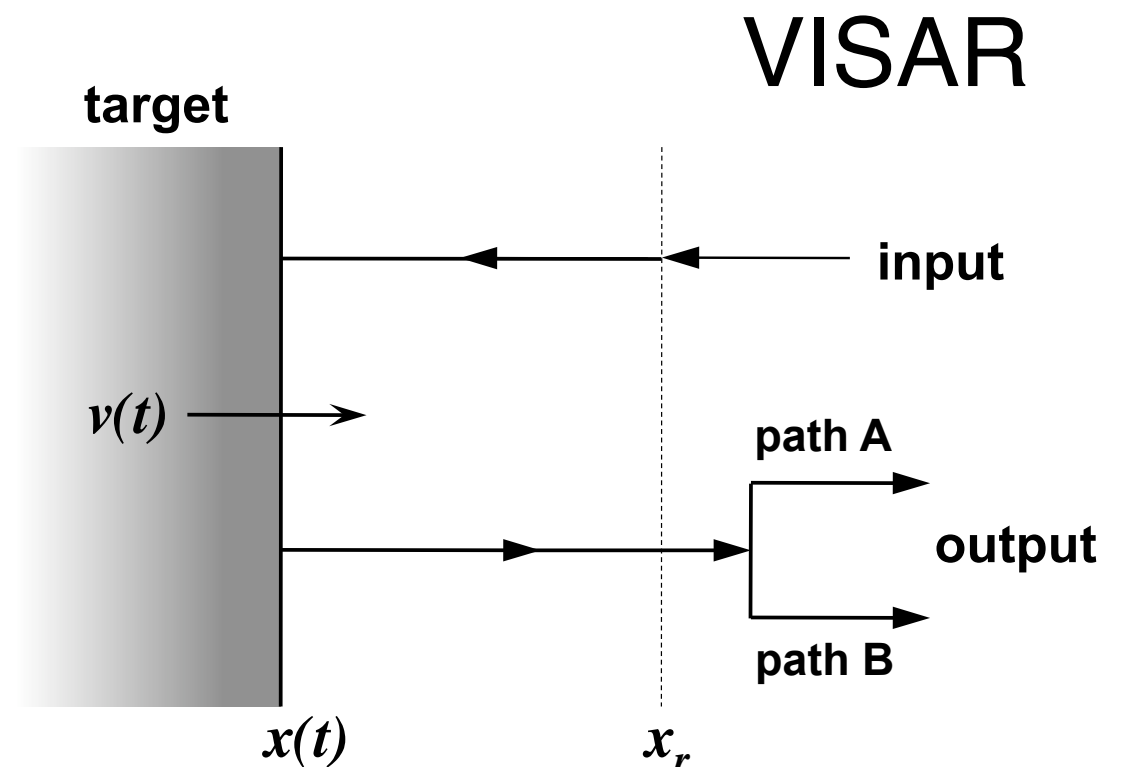 VISAR
target
input
v(t)
path A
output
path B
x(t)
x_r